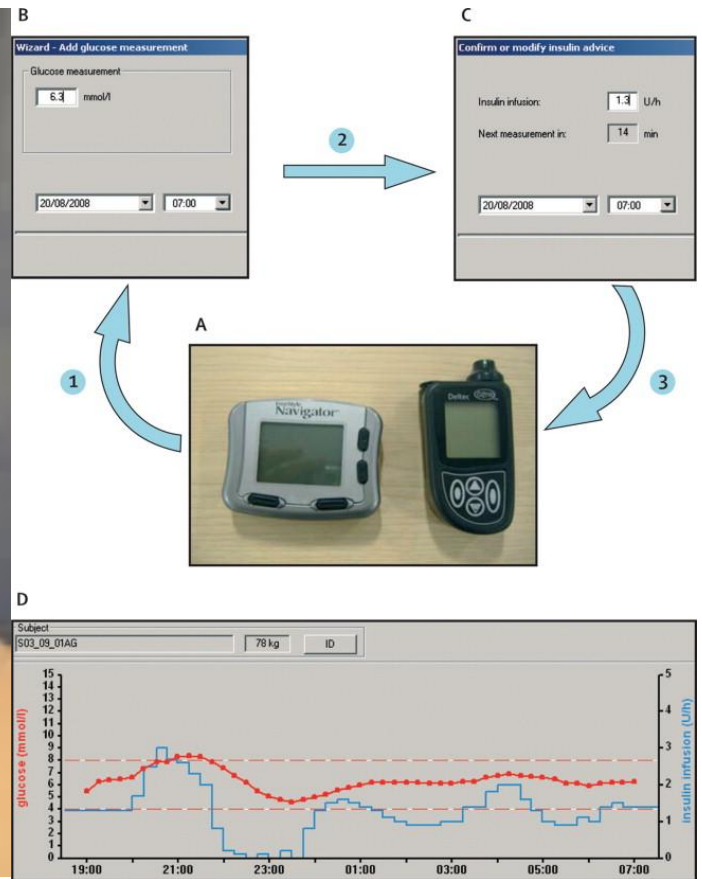 B
Wizard - Add glucose measurement
Glucose measurement
6.3 mmol/l
20/08/2008 07:00
2
C
Confirm or modify insulin advice
Insulin infusion: 1.3 U/h
Next measurement in: 14 min
20/08/2008 07:00
1
A
FreeStyle
Navigator
Deltec
3
D
Subject
S03_09_01AG 78 kg ID
glucose (mmol/l)
15
14
13
12
11
10
9
8
7
6
5
4
3
2
1
0
5
4
3
2
1
0
insulin infusion (U/h)
19:00 21:00 23:00 01:00 03:00 05:00 07:00